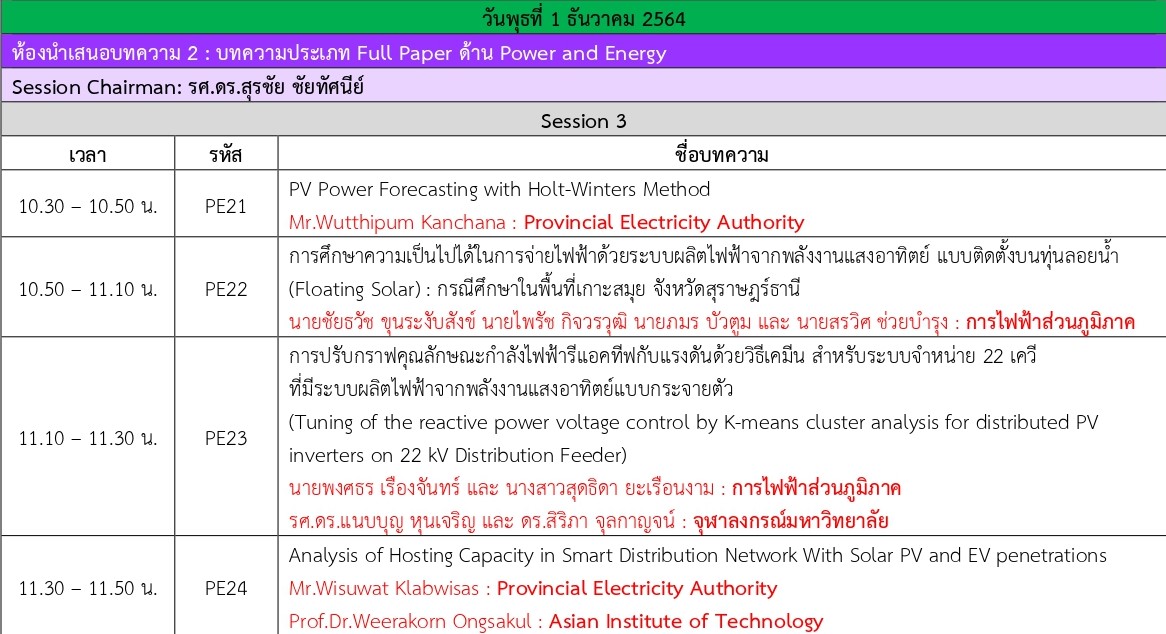 วันพุธที่ 1 ธันวาคม 2564
ห้องนำเสนอบทความ 2 : บทความประเภท Full Paper ด้าน Power and Energy
Session Chairman: รศ.ดร.สุรชัย ชัยทัศนีย์
Session 3
เวลา รหัส ชื่อบทความ
10.30 – 10.50 น. PE21 PV Power Forecasting with Holt-Winters Method
Mr.Wutthipum Kanchana : Provincial Electricity Authority
10.50 – 11.10 น. PE22 การศึกษาความเป็นไปได้ในการจ่ายไฟฟ้าด้วยระบบผลิตไฟฟ้าจากพลังงานแสงอาทิตย์ แบบติดตั้งบนทุ่นลอยน้ำ
(Floating Solar) : กรณีศึกษาในพื้นที่เกาะสมุย จังหวัดสุราษฎร์ธานี
นายชัยธวัช ขุนระงับสังข์ นายไพรัช กิจวรวุฒิ นายภมร บัวตูม และ นายสรวิศ ช่วยบำรุง : การไฟฟ้าส่วนภูมิภาค
11.10 – 11.30 น. PE23 การปรับกราฟคุณลักษณะกำลังไฟฟ้ารีแอคทีฟกับแรงดันด้วยวิธีเคมีน สำหรับระบบจำหน่าย 22 เควี
ที่มีระบบผลิตไฟฟ้าจากพลังงานแสงอาทิตย์แบบกระจายตัว
(Tuning of the reactive power voltage control by K-means cluster analysis for distributed PV
inverters on 22 kV Distribution Feeder)
นายพงศธร เรืองจันทร์ และ นางสาวสุดธิดา ยะเรือนงาม : การไฟฟ้าส่วนภูมิภาค
รศ.ดร.แนบบุญ หุนเจริญ และ ดร.สิริภา จุลกาญจน์ : จุฬาลงกรณ์มหาวิทยาลัย
11.30 – 11.50 น. PE24 Analysis of Hosting Capacity in Smart Distribution Network With Solar PV and EV penetrations
Mr.Wisuwat Klabwisas : Provincial Electricity Authority
Prof.Dr.Weerakorn Ongsakul : Asian Institute of Technology